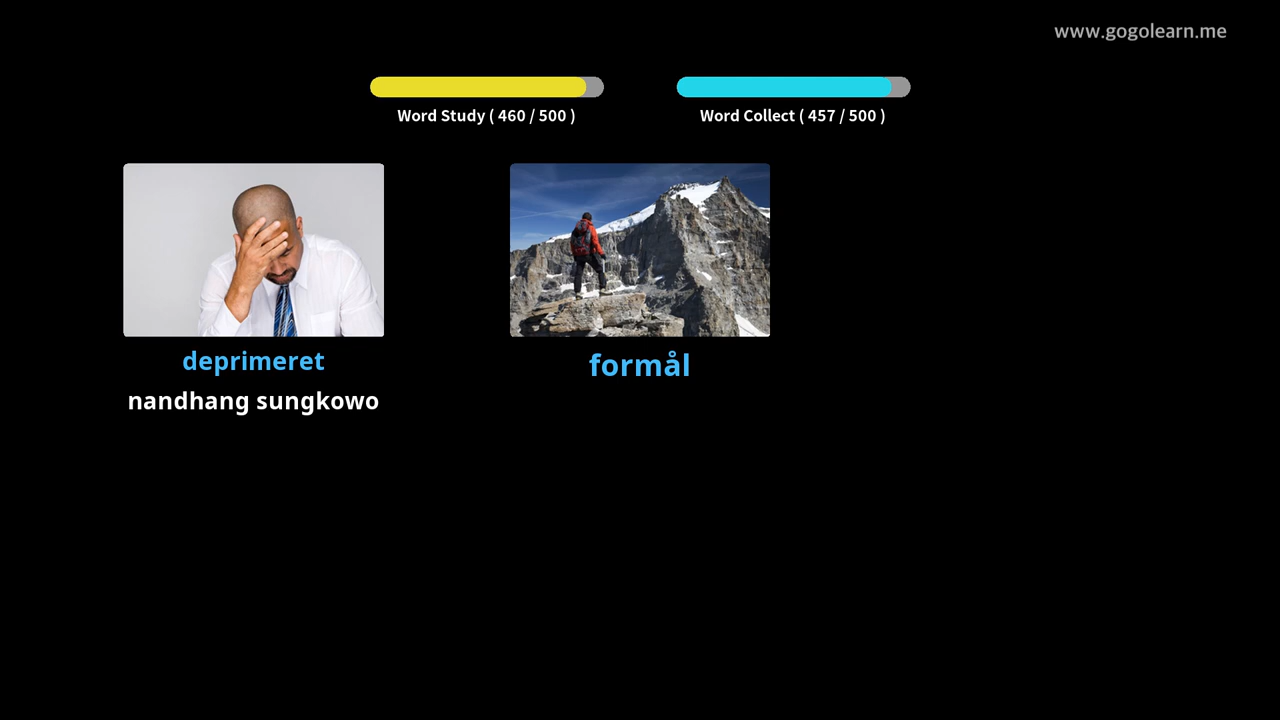 www.gogolearn.me
Word Study ( 460 / 500 )
Word Collect ( 457 / 500 )
deprimeret
nandhang sungkowo
formål